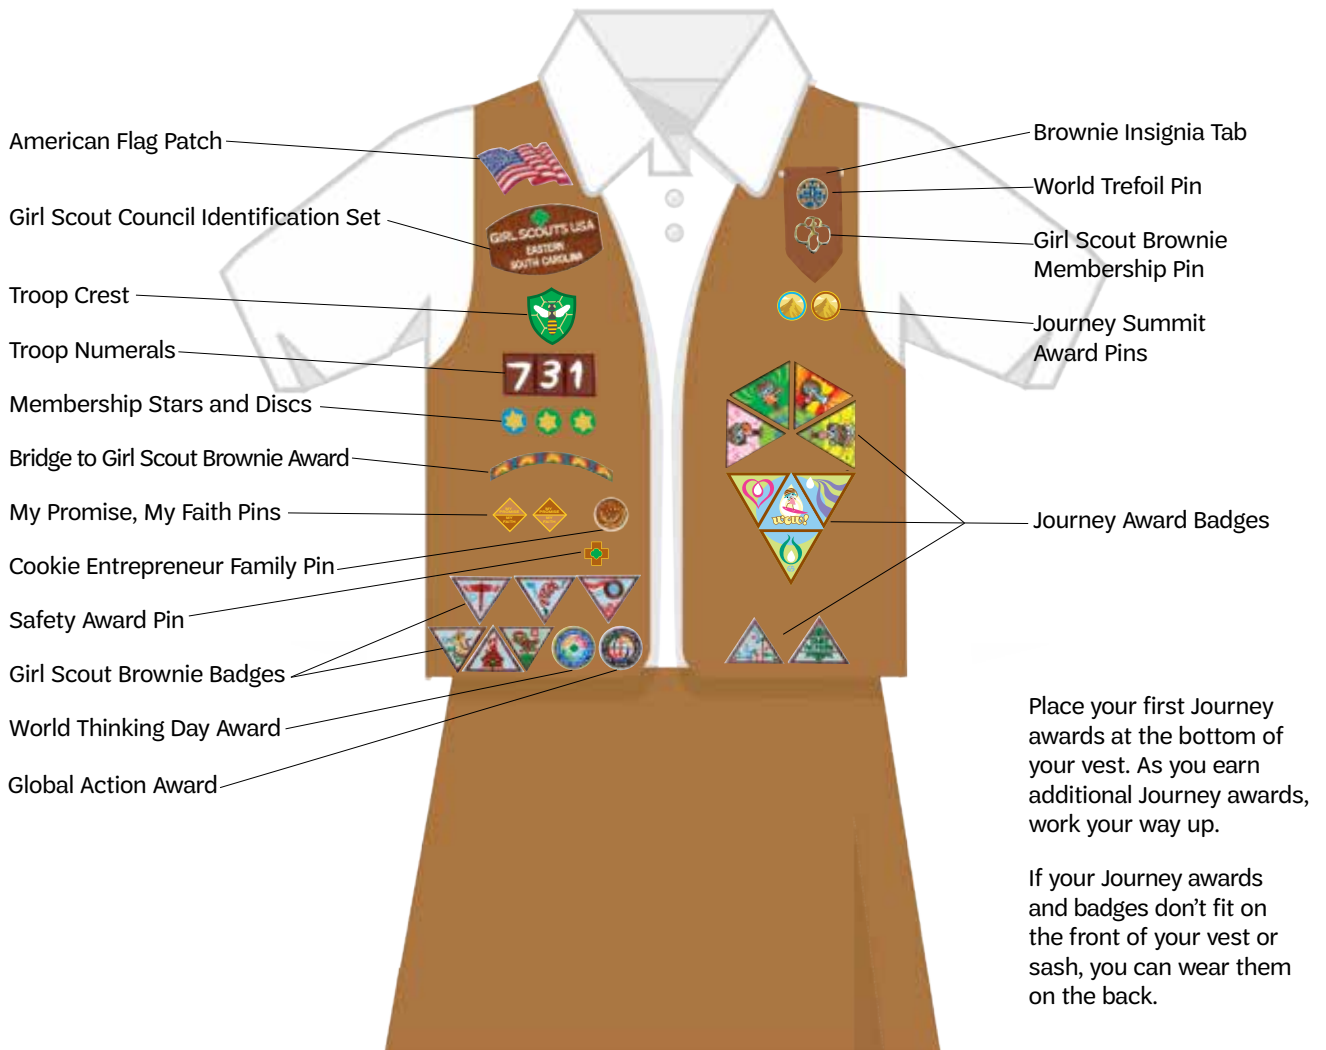 American Flag Patch
Girl Scout Council Identification Set
Troop Crest
Troop Numerals
Membership Stars and Discs
Bridge to Girl Scout Brownie Award
My Promise, My Faith Pins
Cookie Entrepreneur Family Pin
Safety Award Pin
Girl Scout Brownie Badges
World Thinking Day Award
Global Action Award
GIRL SCOUTS USA
EASTERN
SOUTH CAROLINA
731
WOW!
Brownie Insignia Tab
World Trefoil Pin
Girl Scout Brownie
Membership Pin
Journey Summit
Award Pins
Journey Award Badges
Place your first Journey
awards at the bottom of
your vest. As you earn
additional Journey awards,
work your way up.
If your Journey awards
and badges don’t fit on
the front of your vest or
sash, you can wear them
on the back.